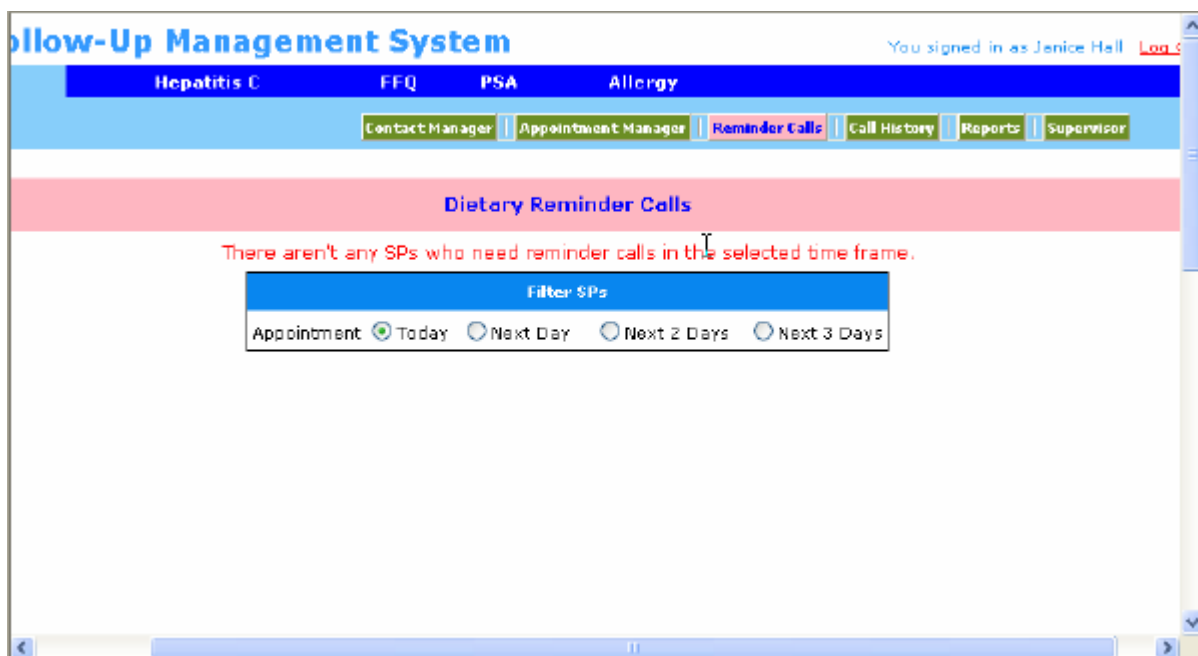 ollow-Up Management System
You signed in as Janice Hall Log
Hepatitis C FFQ PSA Allergy
Contact Manager Appointment Manager Reminder Calls Call History Reports Supervisor
Dietary Reminder Calls
There aren't any SPs who need reminder calls in the selected time frame.
Filter SPs
Appointment Today Next Day Next 2 Days Next 3 Days